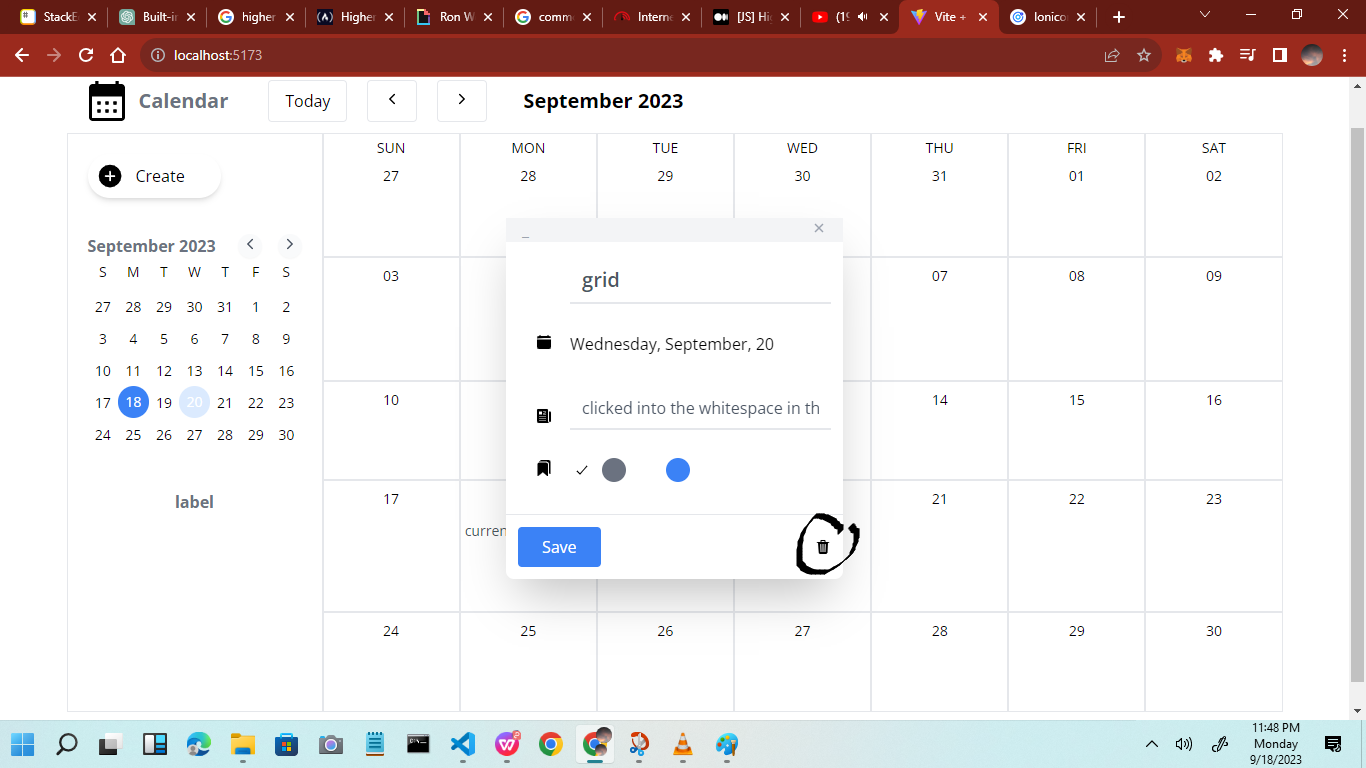 StackE
Built-in
higher
Higher
Ron W
comm
Interne
[JS] Hi
(19
Vite +
Ionico
localhost:5173
Calendar
Today
September 2023
Create
September 2023
S M T W T F S
27 28 29 30 31 1 2
3 4 5 6 7 8 9
10 11 12 13 14 15 16
17 18 19 20 21 22 23
24 25 26 27 28 29 30
label
SUN MON TUE WED THU FRI SAT
27 28 29 30 31 01 02
03 07 08 09
10 14 15 16
17 21 22 23
curren
24 25 26 27 28 29 30
_
grid
Wednesday, September, 20
clicked into the whitespace in th
Save
11:48 PM
Monday
9/18/2023